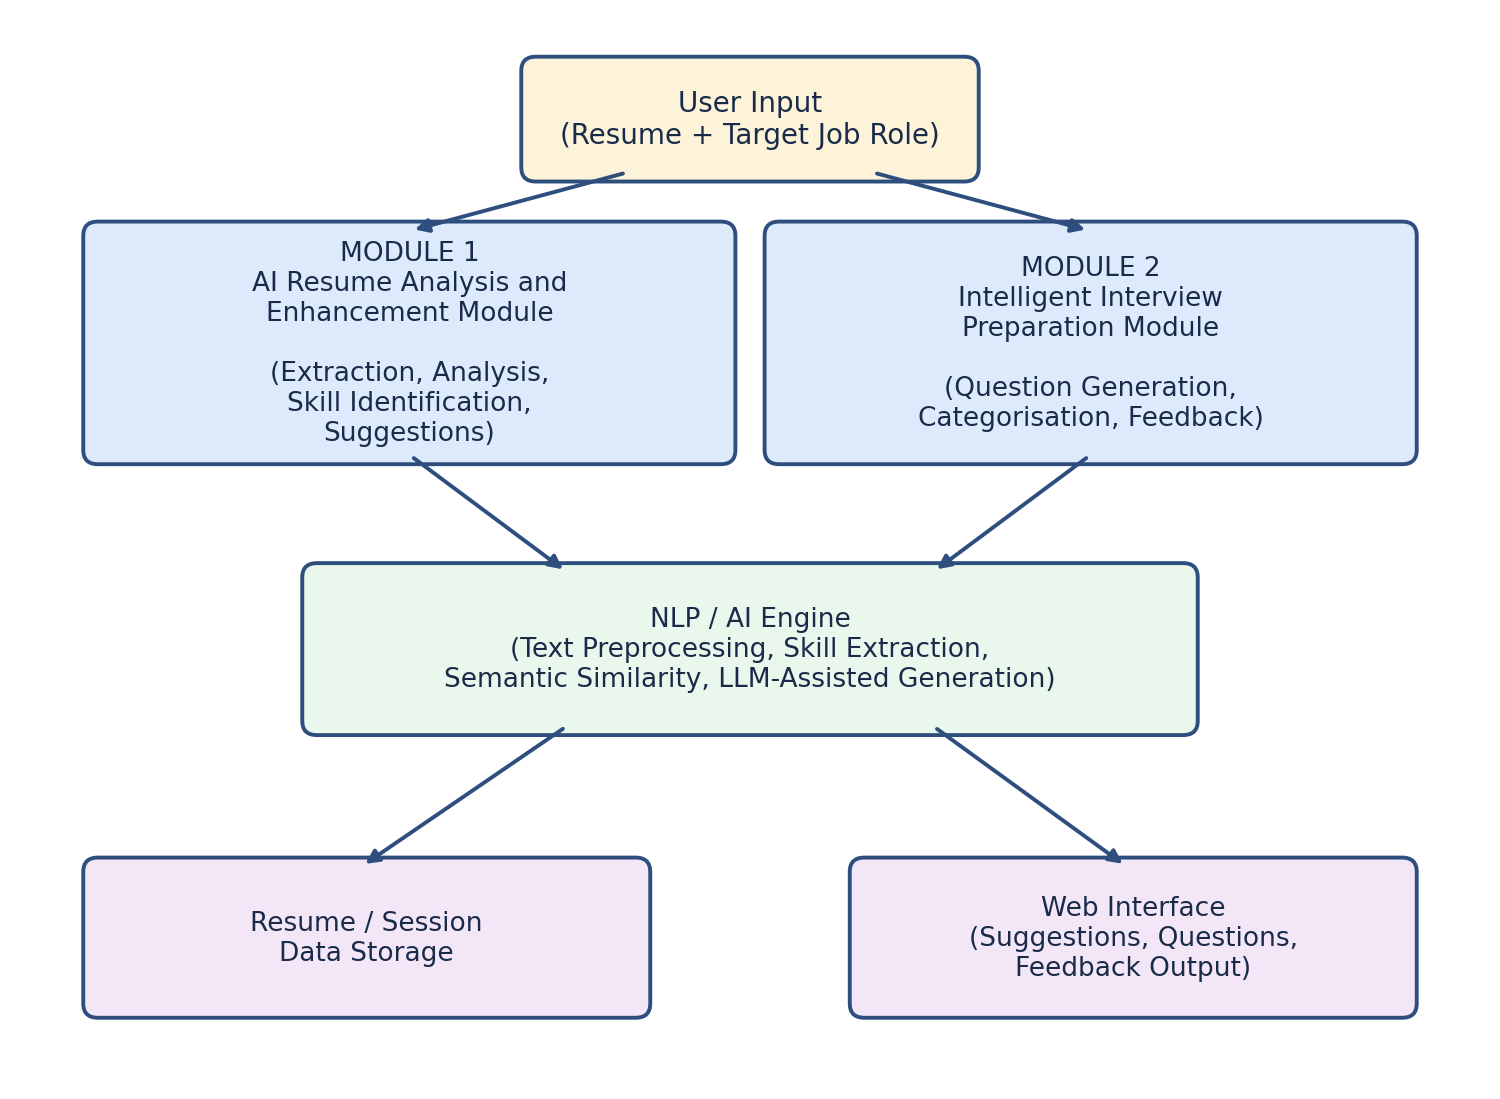 User Input
(Resume + Target Job Role)
MODULE 1
AI Resume Analysis and
Enhancement Module
(Extraction, Analysis,
Skill Identification,
Suggestions)
MODULE 2
Intelligent Interview
Preparation Module
(Question Generation,
Categorisation, Feedback)
NLP / AI Engine
(Text Preprocessing, Skill Extraction,
Semantic Similarity, LLM-Assisted Generation)
Resume / Session
Data Storage
Web Interface
(Suggestions, Questions,
Feedback Output)